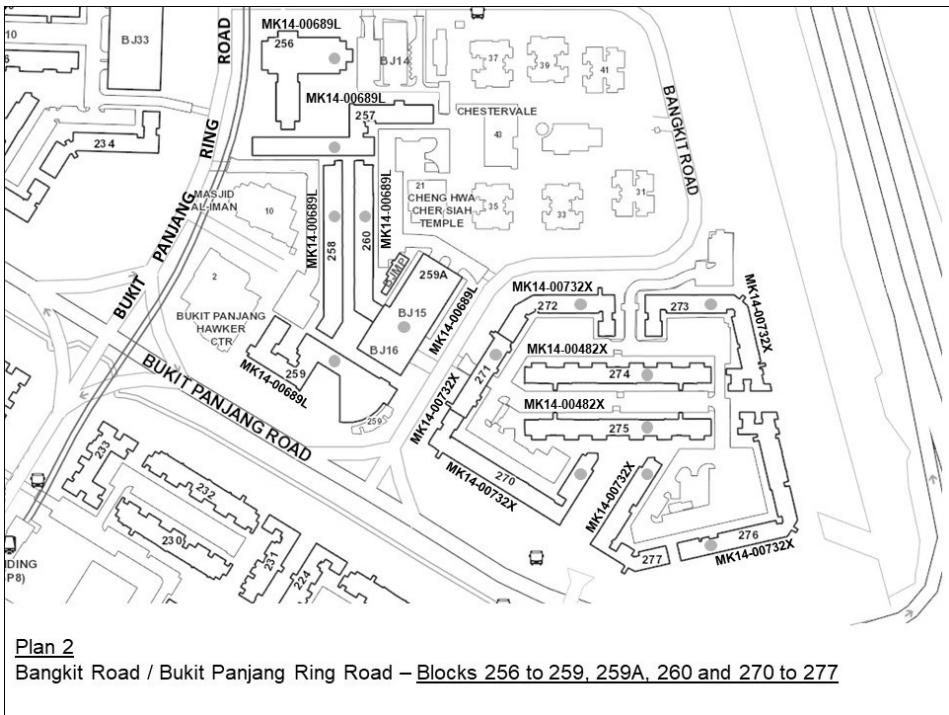 MK14-00689L
256
BJ33
10
ROAD
BJ14
37
39
41
MK14-00689L
257
CHESTERVALE
43
BANGKIT ROAD
234
RING
MASJID
AL-IMAN
10
MK14-00689L
258
260
MK14-00689L
21
CHENG HWA
CHER SIAH
TEMPLE
35
33
31
PANJANG
BUKIT
2
BUKIT PANJANG
HAWKER
CTR
BJMP
259A
BJ15
BJ16
MK14-00689L
MK14-00732X
272
273
MK14-00732X
MK14-00482X
274
271
MK14-00732X
259
MK14-00689L
259
MK14-00482X
275
BUKIT PANJANG ROAD
270
MK14-00732X
MK14-00732X
276
MK14-00732X
277
233
232
230
231
224
Plan 2
Bangkit Road / Bukit Panjang Ring Road – Blocks 256 to 259, 259A, 260 and 270 to 277